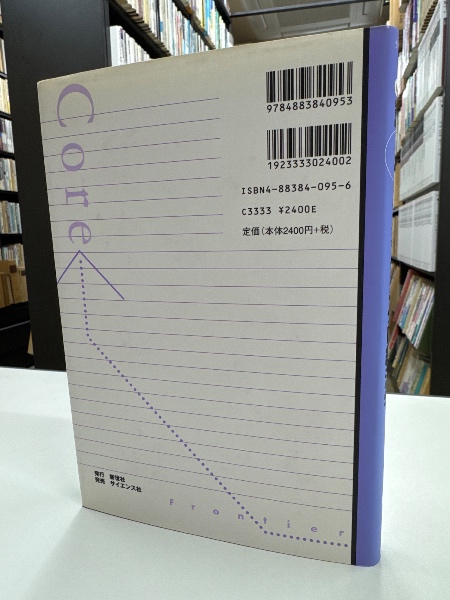 Core
9784883840953
1923333024002
ISBN4-88384-095-6
C3333 ¥2400E
定価(本体2400円+税)
発行 新世社
発売 サイエンス社
Frontier